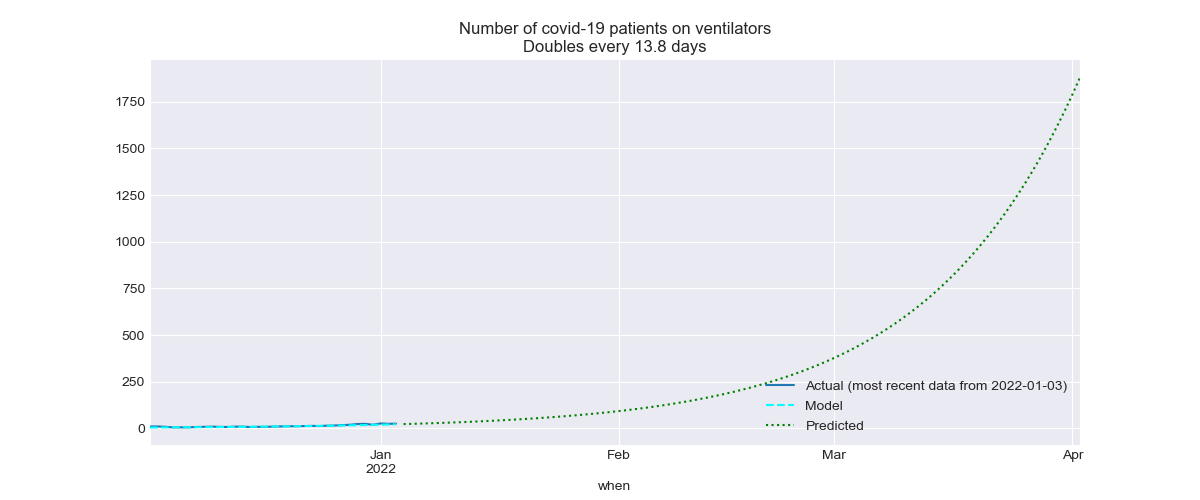 Number of covid-19 patients on ventilators
Doubles every 13.8 days
1750
1500
1250
1000
750
500
250
0
Actual (most recent data from 2022-01-03)
Model
Predicted
Jan
2022
Feb
Mar
Apr
when